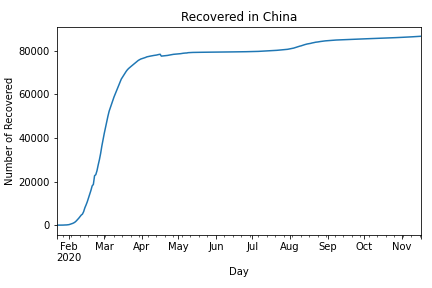 Recovered in China
Number of Recovered
80000
60000
40000
20000
0
Feb Mar Apr May Jun Jul Aug Sep Oct Nov
2020
Day